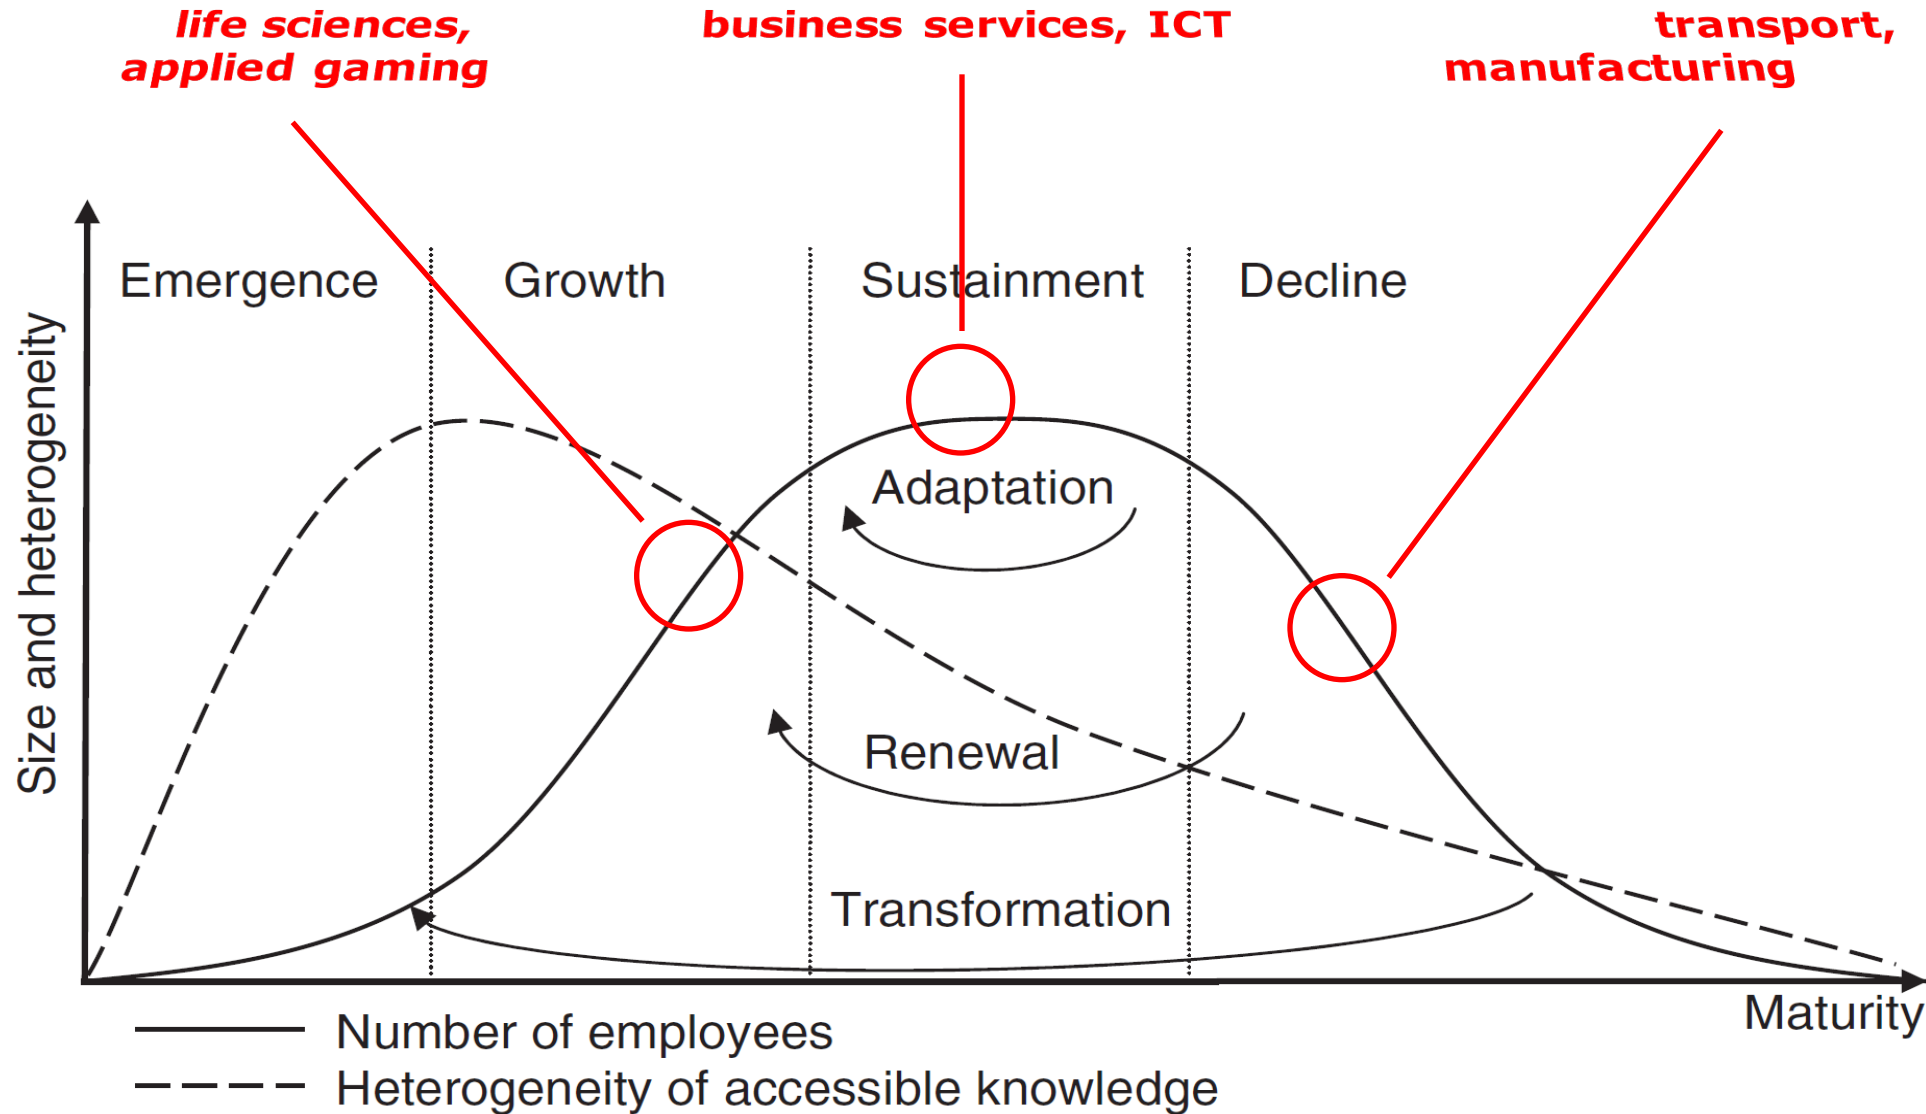 life sciences,
applied gaming
business services, ICT
transport,
manufacturing
Emergence
Growth
Sustainment
Decline
Size and heterogeneity
Adaptation
Renewal
Transformation
Maturity
Number of employees
Heterogeneity of accessible knowledge